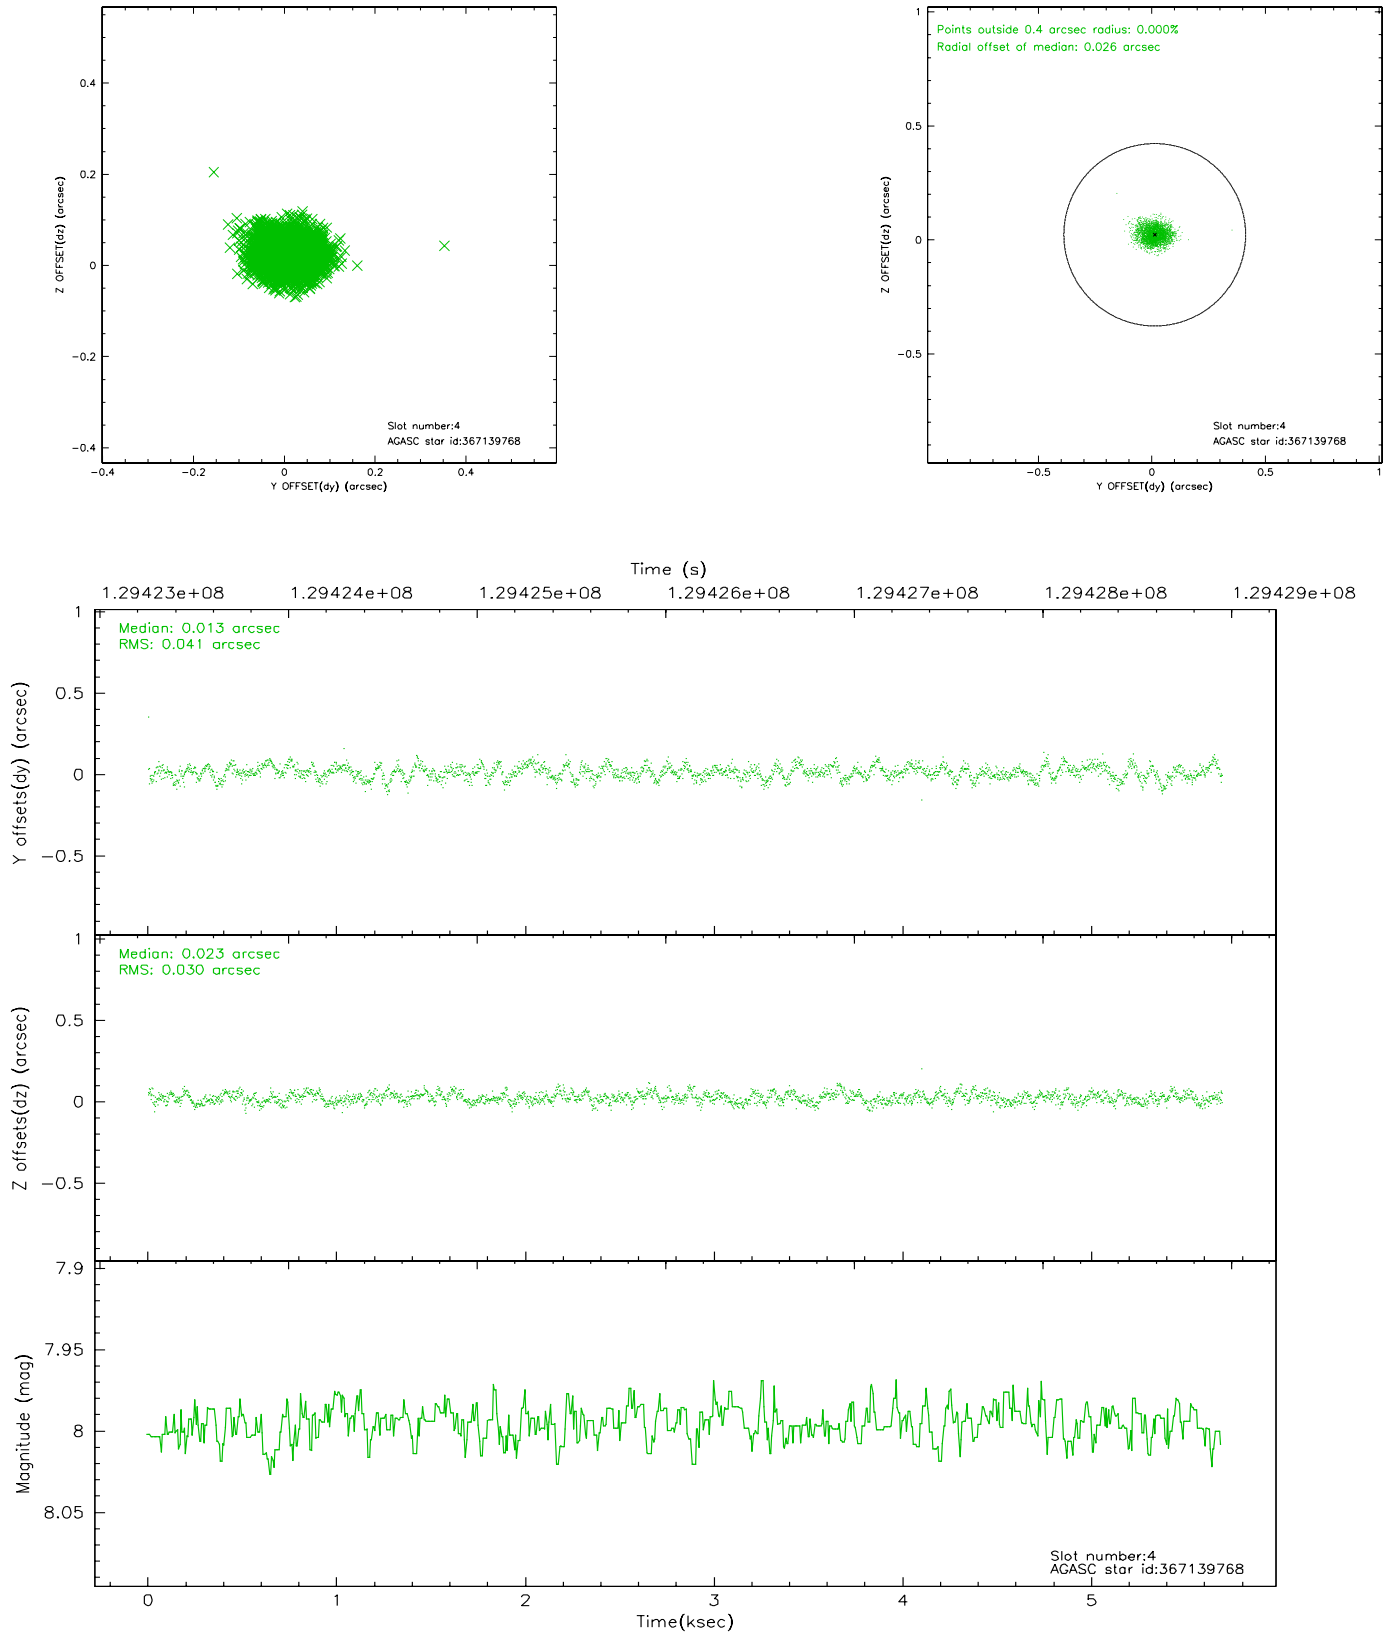 0.4
0.2
0
−0.2
−0.4
Z OFFSET(dz) (arcsec)
Slot number:4
AGASC star id:367139768
−0.4 −0.2 0 0.2 0.4
Y OFFSET(dy) (arcsec)
1
0.5
0
−0.5
Z OFFSET(dz) (arcsec)
Points outside 0.4 arcsec radius: 0.000%
Radial offset of median: 0.026 arcsec
Slot number:4
AGASC star id:367139768
−0.5 0 0.5 1
Y OFFSET(dy) (arcsec)
Time (s)
1.29423e+08 1.29424e+08 1.29425e+08 1.29426e+08 1.29427e+08 1.29428e+08 1.29429e+08
1
0.5
0
−0.5
Y offsets(dy) (arcsec)
Median: 0.013 arcsec
RMS: 0.041 arcsec
1
0.5
0
−0.5
Z offsets(dz) (arcsec)
Median: 0.023 arcsec
RMS: 0.030 arcsec
7.9
7.95
8
8.05
Magnitude (mag)
Slot number:4
AGASC star id:367139768
0 1 2 3 4 5
Time(ksec)